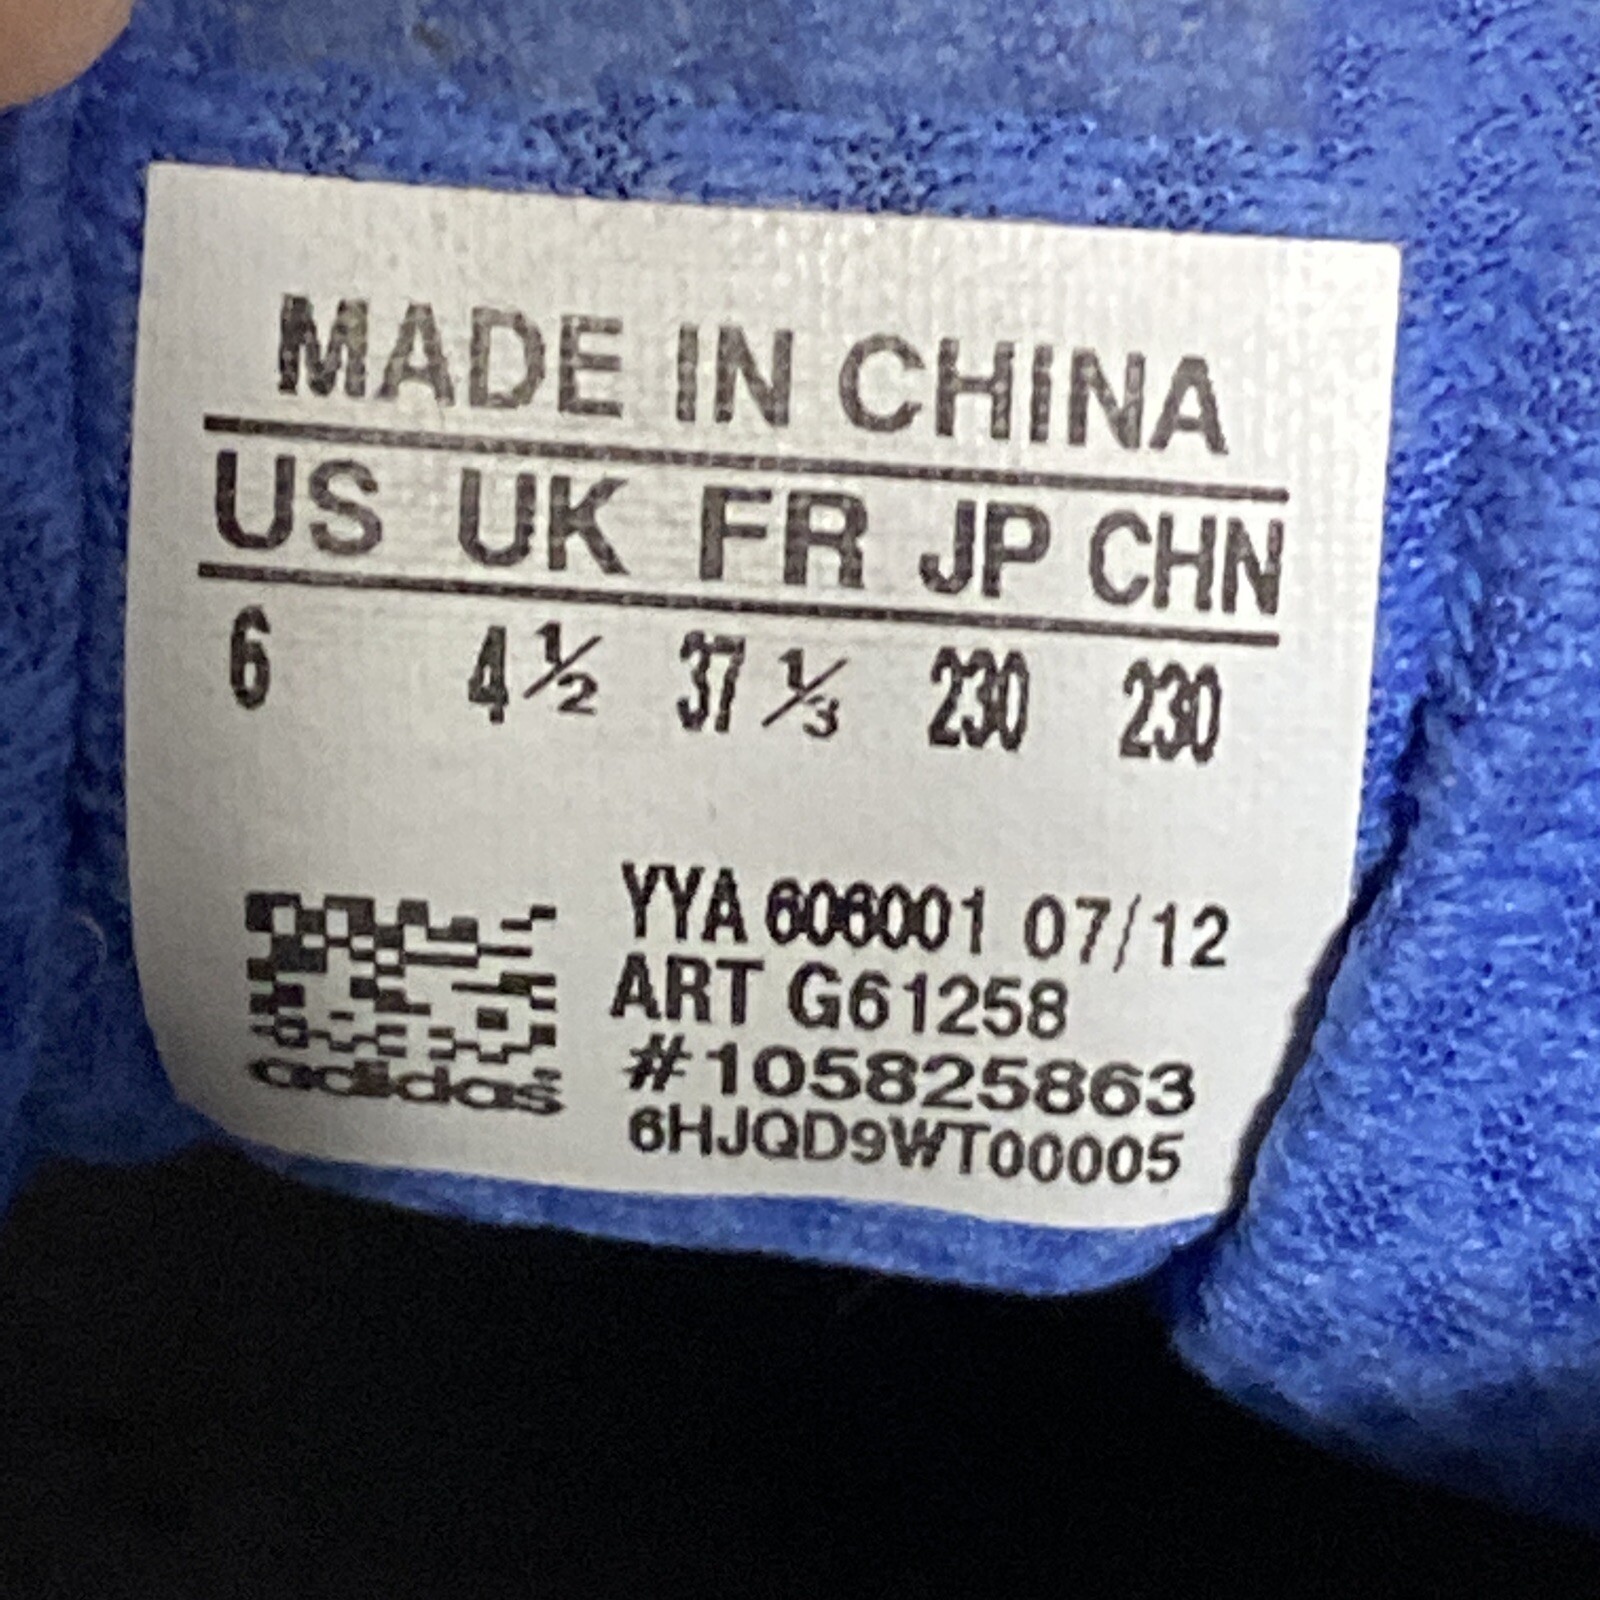 MADE IN CHINA
US UK FR JP CHN
6 4 ½ 37 ⅓ 230 230
YYA 606001 07/12
ART G61258
#105825863
6HJQD9WT00005
adidas